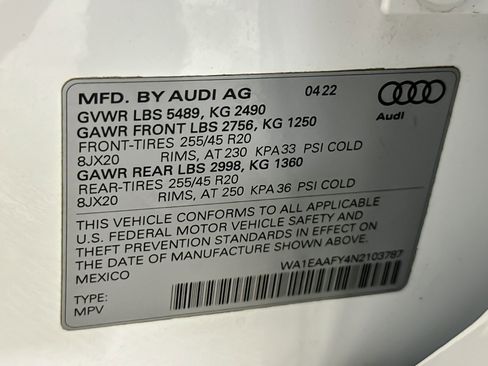 MFD. BY AUDI AG 04.22
GVWR LBS 5489, KG 2490
GAWR FRONT LBS 2756, KG 1250
FRONT-TIRES 255/45 R20
8JX20 RIMS, AT 230 KPA 33 PSI COLD
GAWR REAR LBS 2998, KG 1360
REAR-TIRES 255/45 R20
8JX20 RIMS, AT 250 KPA 36 PSI COLD
Audi
THIS VEHICLE CONFORMS TO ALL APPLICABLE
U.S. FEDERAL MOTOR VEHICLE SAFETY AND
THEFT PREVENTION STANDARDS IN EFFECT ON
THE DATE OF MANUFACTURE SHOWN ABOVE.
MEXICO
WA1EAAFY4N2103787
TYPE:
MPV